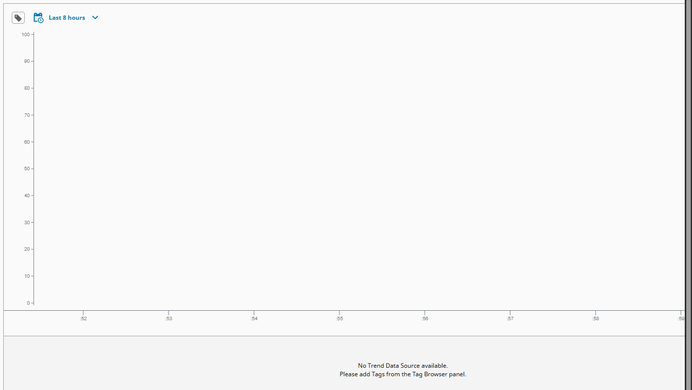 Last 8 hours
100
90
80
70
60
50
40
30
20
10
0
:52 :53 :54 :55 :56 :57 :58 :59
No Trend Data Source available.
Please add Tags from the Tag Browser panel.